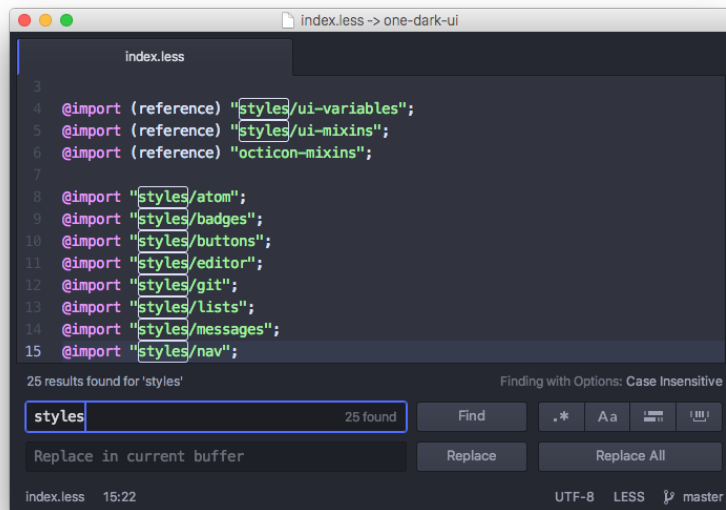 index.less -> one-dark-ui
index.less
3
4 @import (reference) "styles/ui-variables";
5 @import (reference) "styles/ui-mixins";
6 @import (reference) "octicon-mixins";
7
8 @import "styles/atom";
9 @import "styles/badges";
10 @import "styles/buttons";
11 @import "styles/editor";
12 @import "styles/git";
13 @import "styles/lists";
14 @import "styles/messages";
15 @import "styles/nav";
25 results found for 'styles' Finding with Options: Case Insensitive
styles 25 found Find .* Aa
Replace in current buffer Replace Replace All
index.less 15:22 UTF-8 LESS master